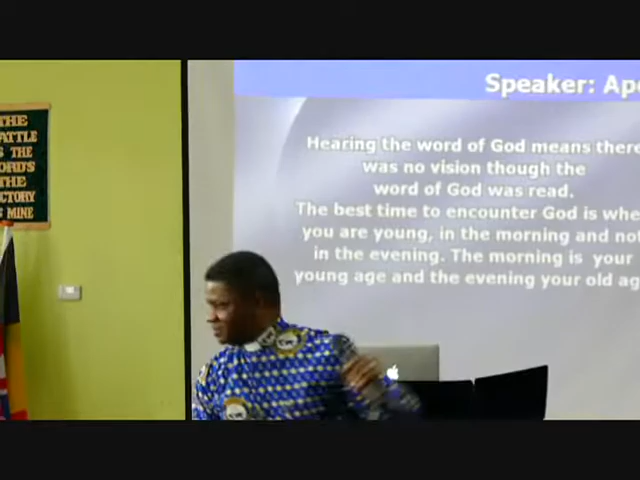 THE
ATTLE
S THE
ORD'S
THE
CTORY
IS MINE
Speaker: Ap
Hearing the word of God means there
was no vision though the
word of God was read.
The best time to encounter God is whe
you are young, in the morning and not
in the evening. The morning is your
young age and the evening your old ag